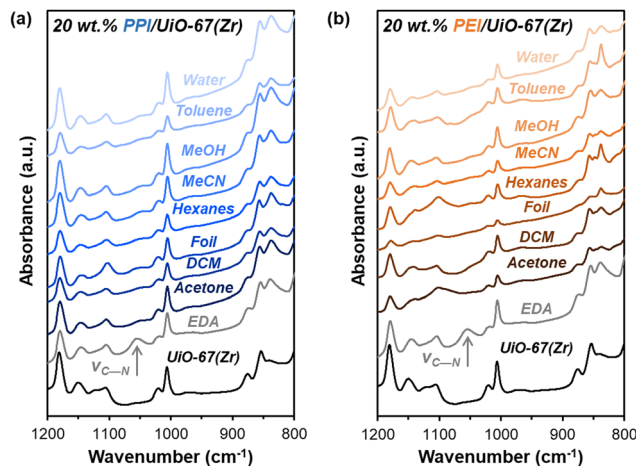 (a)
20 wt.% PPI/UiO-67(Zr)
Water
Toluene
MeOH
MeCN
Hexanes
Foil
DCM
Acetone
EDA
νC—N
UiO-67(Zr)
Absorbance (a.u.)
1200 1100 1000 900 800
Wavenumber (cm⁻¹)
(b)
20 wt.% PEI/UiO-67(Zr)
Water
Toluene
MeOH
MeCN
Hexanes
Foil
DCM
Acetone
EDA
νC—N
UiO-67(Zr)
Absorbance (a.u.)
1200 1100 1000 900 800
Wavenumber (cm⁻¹)